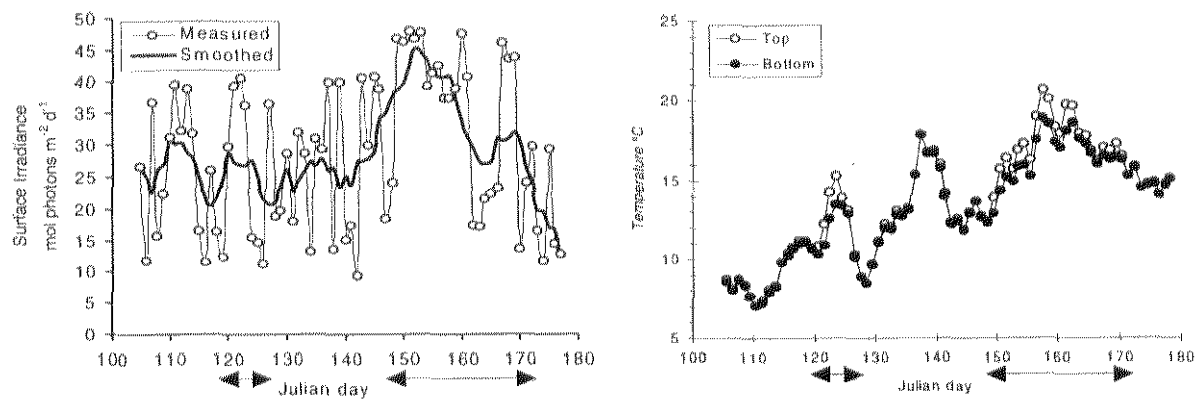 50
45
40
35
30
25
20
15
10
5
0
Surface Irradiance
mol photons m⁻² d⁻¹
Measured
Smoothed
100 110 120 130 140 150 160 170 180
Julian day
25
20
15
10
5
Temperature °C
Top
Bottom
100 110 120 130 140 150 160 170 180
Julian day